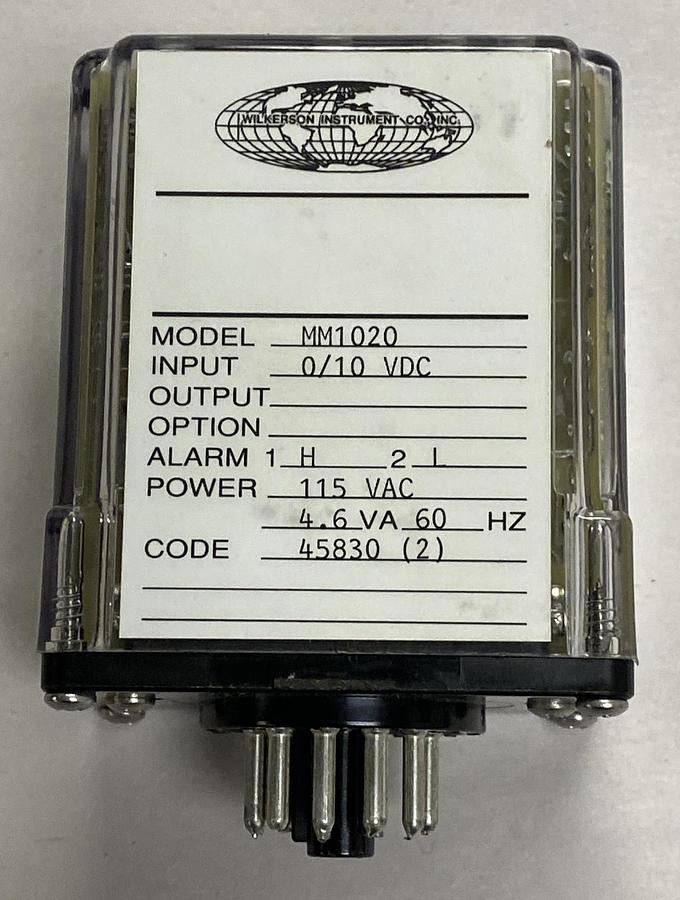 WILKERSON INSTRUMENT CO., INC.
MODEL MM1020
INPUT 0/10 VDC
OUTPUT
OPTION
ALARM 1 H 2 L
POWER 115 VAC
4.6 VA 60 HZ
CODE 45830 (2)